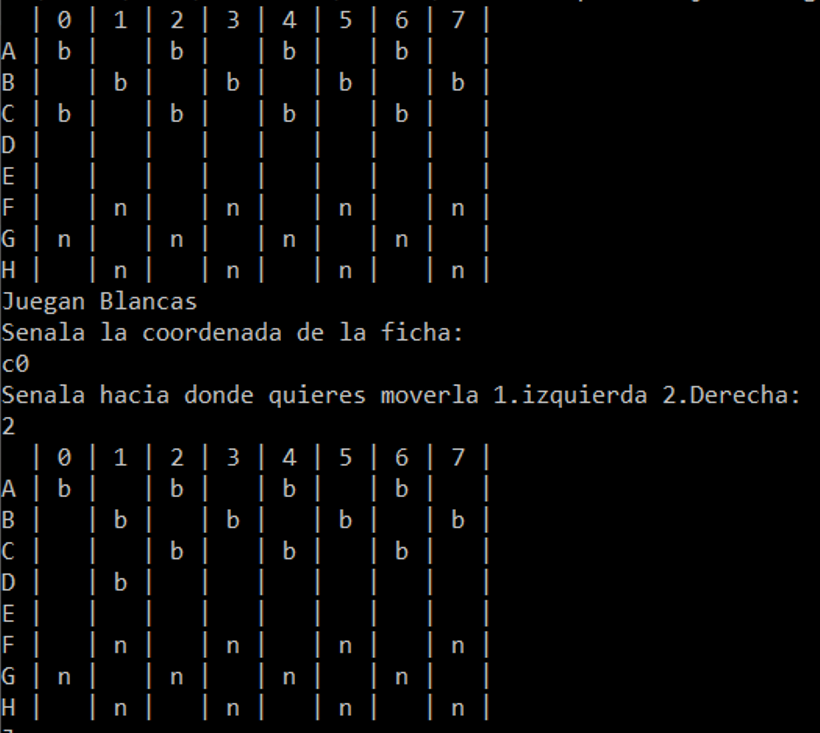 | 0 | 1 | 2 | 3 | 4 | 5 | 6 | 7 |
A | b |   | b |   | b |   | b |   |
B |   | b |   | b |   | b |   | b |
C | b |   | b |   | b |   | b |   |
D |   |   |   |   |   |   |   |   |
E |   |   |   |   |   |   |   |   |
F |   | n |   | n |   | n |   | n |
G | n |   | n |   | n |   | n |   |
H |   | n |   | n |   | n |   | n |
Juegan Blancas
Senala la coordenada de la ficha:
c0
Senala hacia donde quieres moverla 1.izquierda 2.Derecha:
2
  | 0 | 1 | 2 | 3 | 4 | 5 | 6 | 7 |
A | b |   | b |   | b |   | b |   |
B |   | b |   | b |   | b |   | b |
C |   |   | b |   | b |   | b |   |
D |   | b |   |   |   |   |   |   |
E |   |   |   |   |   |   |   |   |
F |   | n |   | n |   | n |   | n |
G | n |   | n |   | n |   | n |   |
H |   | n |   | n |   | n |   | n |